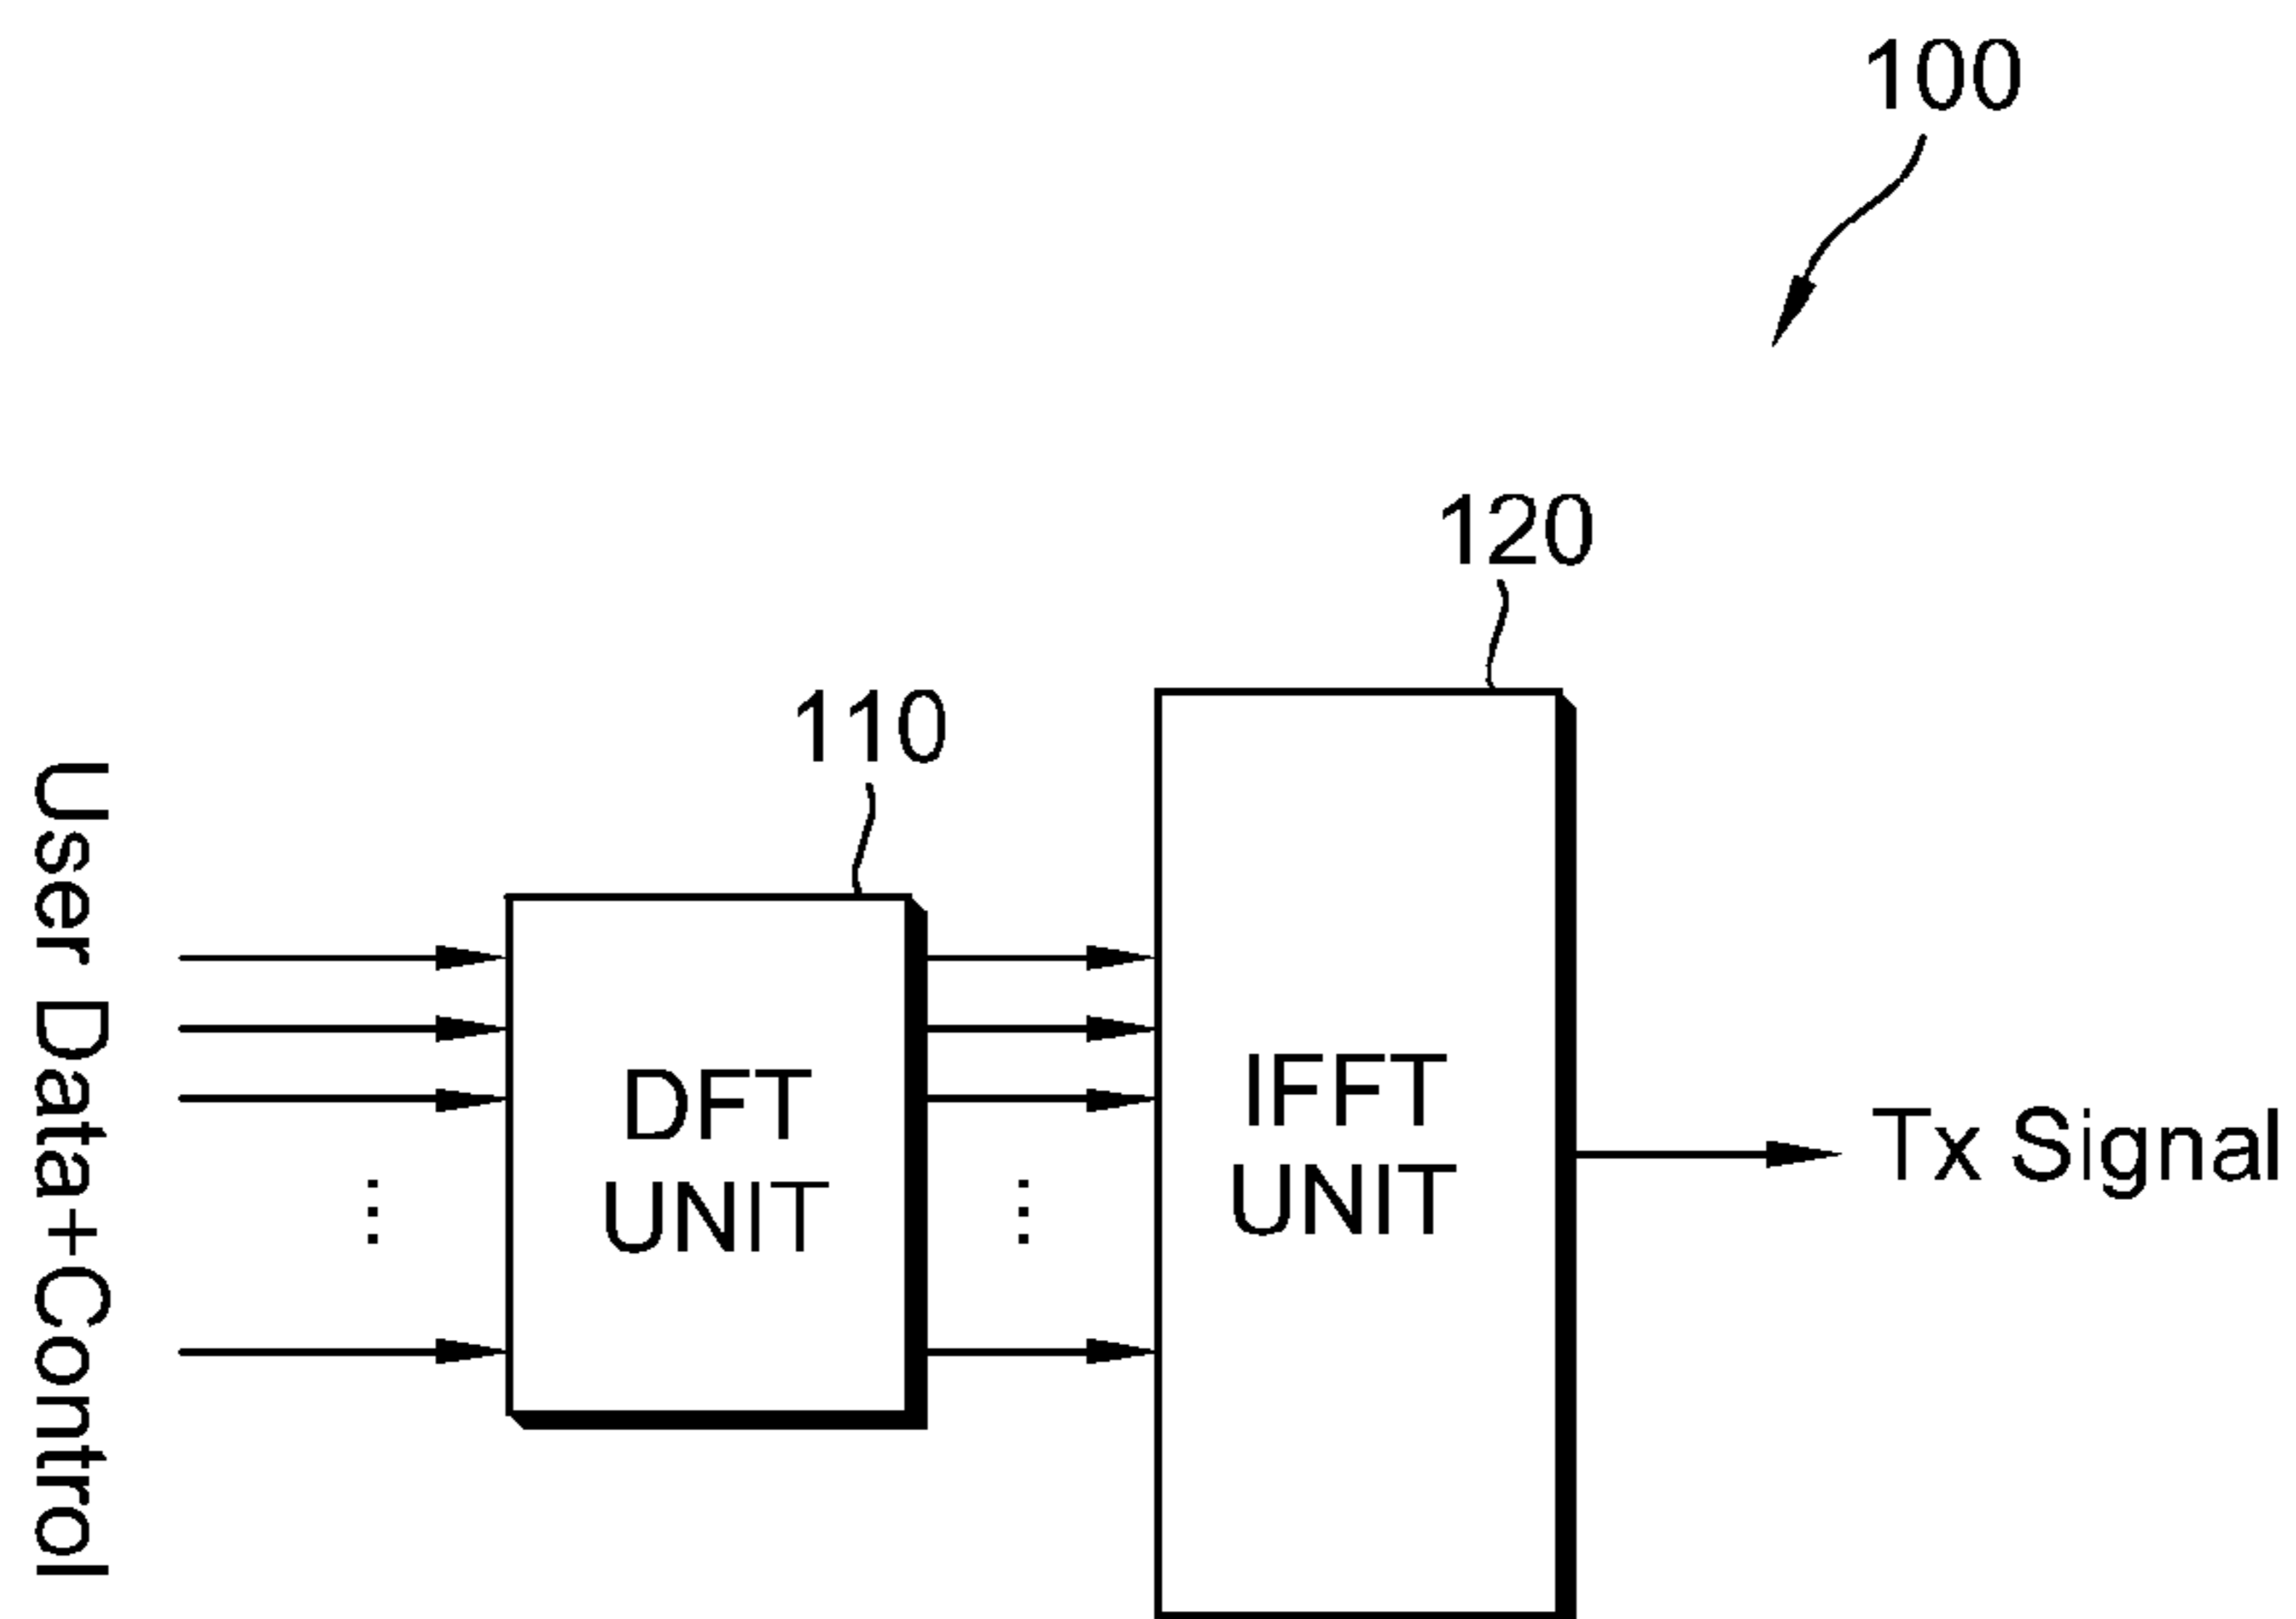 100
120
110
User Data+Control
DFT
UNIT
IFFT
UNIT
Tx Signal